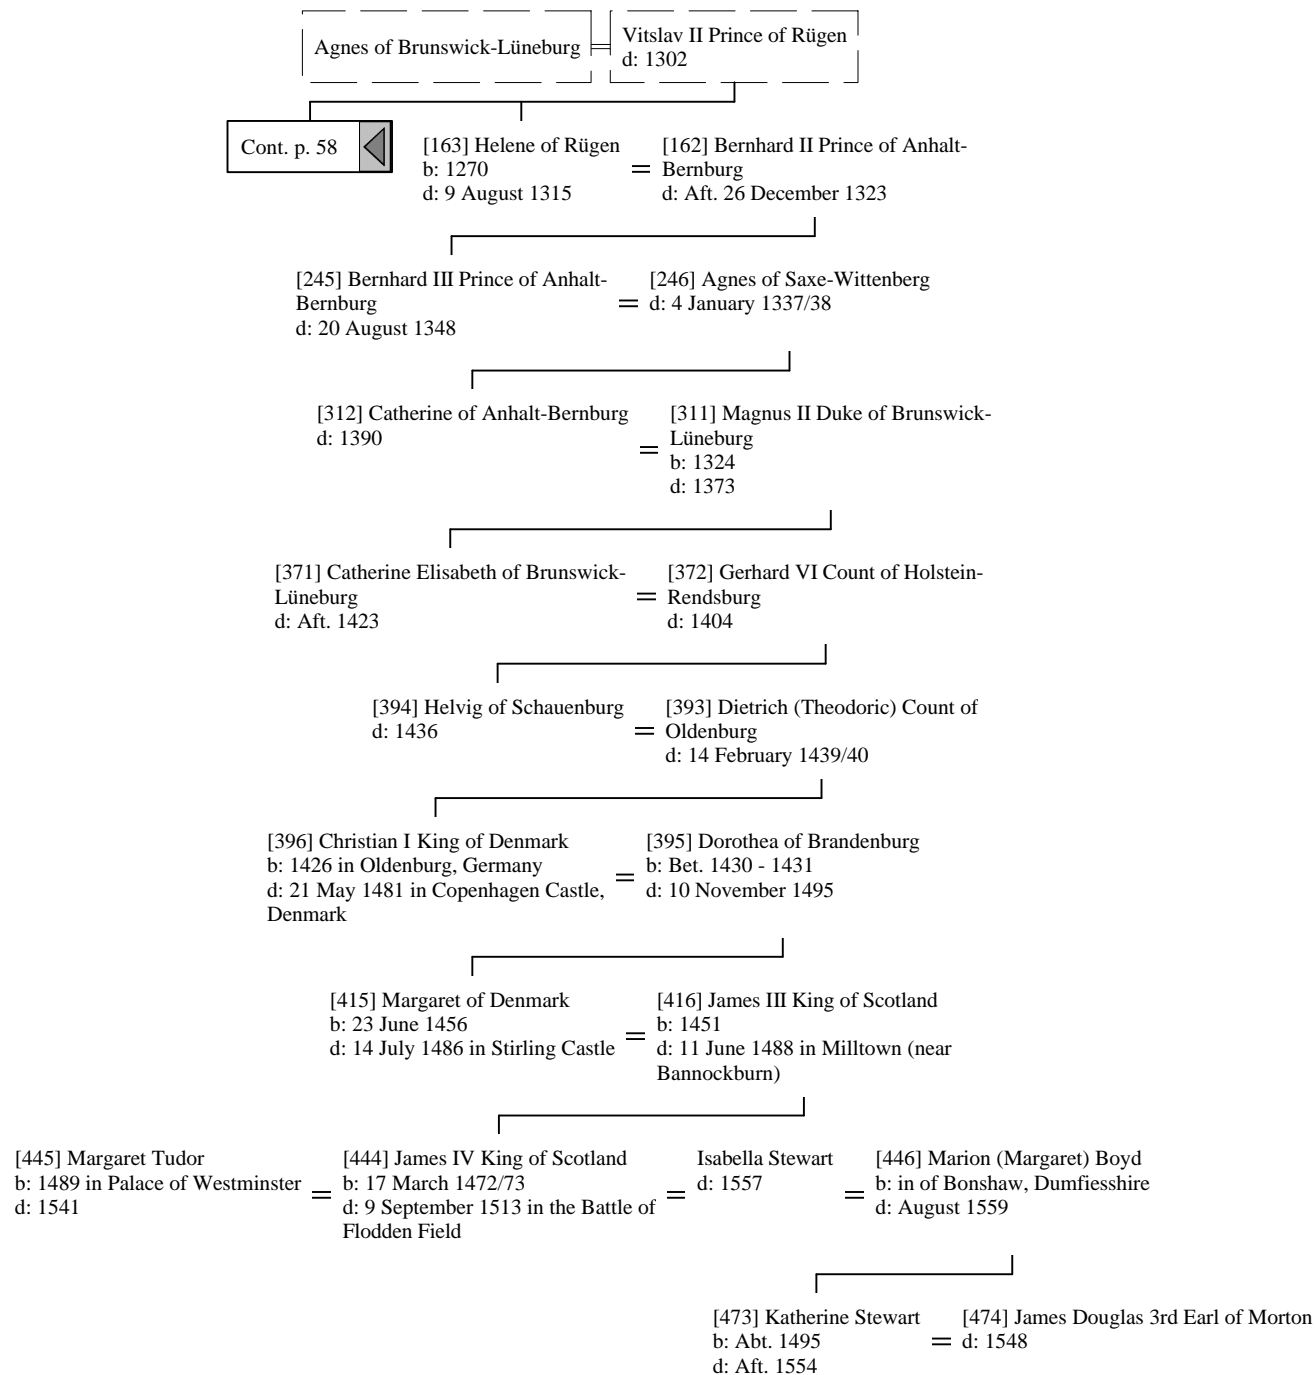 Agnes of Brunswick-Lüneburg
Vitslav II Prince of Rügen
d: 1302
Cont. p. 58
[163] Helene of Rügen
b: 1270
d: 9 August 1315
=
[162] Bernhard II Prince of Anhalt-
Bernburg
d: Aft. 26 December 1323
[245] Bernhard III Prince of Anhalt-
Bernburg
d: 20 August 1348
=
[246] Agnes of Saxe-Wittenberg
d: 4 January 1337/38
[312] Catherine of Anhalt-Bernburg
d: 1390
=
[311] Magnus II Duke of Brunswick-
Lüneburg
b: 1324
d: 1373
[371] Catherine Elisabeth of Brunswick-
Lüneburg
d: Aft. 1423
=
[372] Gerhard VI Count of Holstein-
Rendsburg
d: 1404
[394] Helvig of Schauenburg
d: 1436
=
[393] Dietrich (Theodoric) Count of
Oldenburg
d: 14 February 1439/40
[396] Christian I King of Denmark
b: 1426 in Oldenburg, Germany
d: 21 May 1481 in Copenhagen Castle,
Denmark
=
[395] Dorothea of Brandenburg
b: Bet. 1430 - 1431
d: 10 November 1495
[415] Margaret of Denmark
b: 23 June 1456
d: 14 July 1486 in Stirling Castle
=
[416] James III King of Scotland
b: 1451
d: 11 June 1488 in Milltown (near
Bannockburn)
[445] Margaret Tudor
b: 1489 in Palace of Westminster
d: 1541
=
[444] James IV King of Scotland
b: 17 March 1472/73
d: 9 September 1513 in the Battle of
Flodden Field
=
Isabella Stewart
d: 1557
=
[446] Marion (Margaret) Boyd
b: in of Bonshaw, Dumfiesshire
d: August 1559
[473] Katherine Stewart
b: Abt. 1495
d: Aft. 1554
=
[474] James Douglas 3rd Earl of Morton
d: 1548